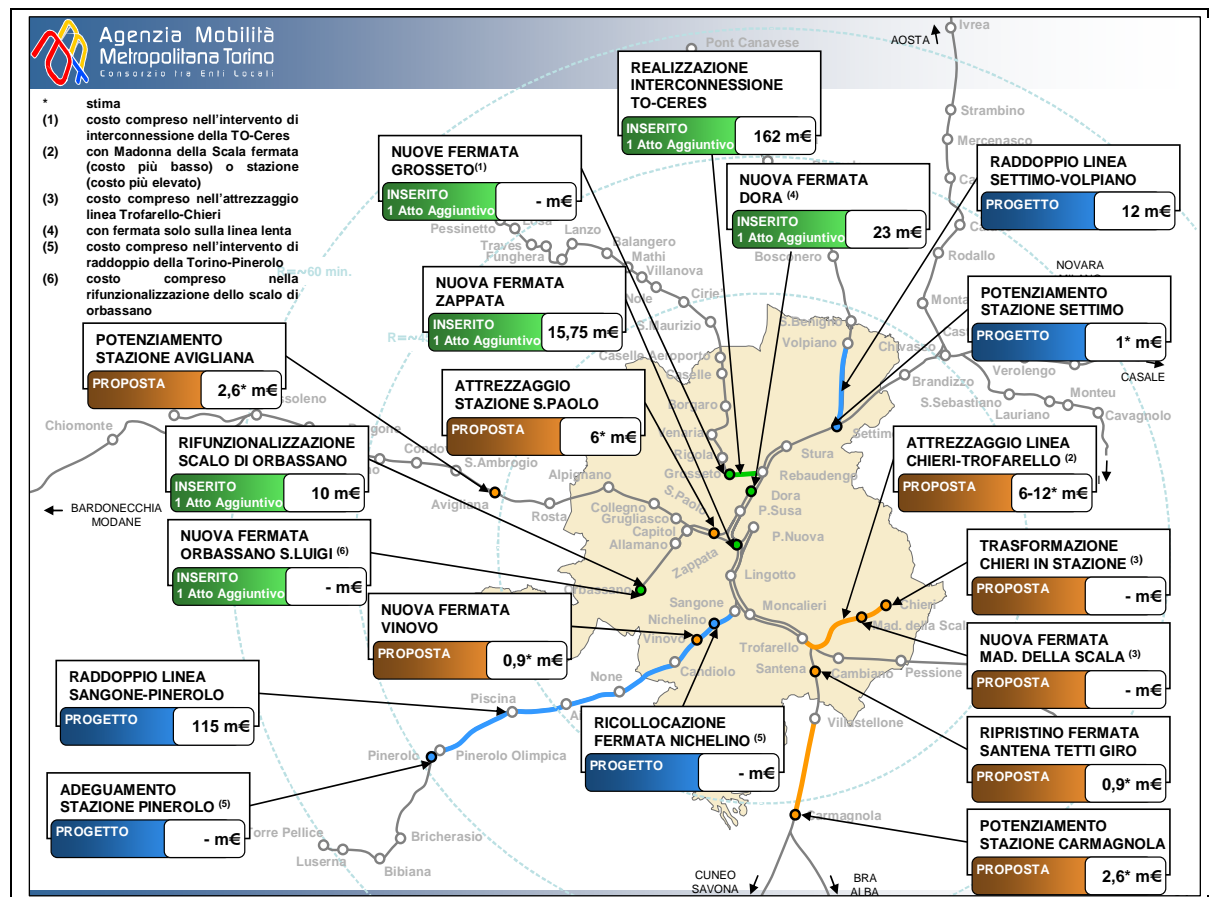 Agenzia Mobilità
Metropolitana Torino
Consorzio tra Enti Locali
* stima
(1) costo compreso nell'intervento di
interconnessione della TO-Ceres
(2) con Madonna della Scala fermata
(costo più basso) o stazione
(costo più elevato)
(3) costo compreso nell'attrezzaggio
linea Trofarello-Chieri
(4) con fermata solo sulla linea lenta
(5) costo compreso nell'intervento di
raddoppio della Torino-Pinerolo
(6) costo compreso nella
rifunzionalizzazione dello scalo di
orbassano
Pont Canavese
AOSTA
Ivrea
Strambino
Mercenasco
Rodallo
NOVARA
REALIZZAZIONE
INTERCONNESSIONE
TO-CERES
INSERITO
1 Atto Aggiuntivo
162 m€
NUOVE FERMATA
GROSSETO (1)
INSERITO
1 Atto Aggiuntivo
- m€
NUOVA FERMATA
DORA (4)
INSERITO
1 Atto Aggiuntivo
23 m€
RADDOPPIO LINEA
SETTIMO-VOLPIANO
PROGETTO
12 m€
Losa
Pessinetto
Traves
Funghera
Lanzo
Balangero
Mathi
Villanova
Nole
Cirie'
S.Maurizio
Caselle Aeroporto
Caselle
Borgaro
Venaria
Rigola
Grosseto
Bosconero
S.Benigno
Volpiano
R=~60 min.
NUOVA FERMATA
ZAPPATA
INSERITO
1 Atto Aggiuntivo
15,75 m€
POTENZIAMENTO
STAZIONE SETTIMO
PROGETTO
1* m€
Chivasso
Brandizzo
Verolengo
CASALE
S.Sebastiano
Lauriano
Monteu
Cavagnolo
POTENZIAMENTO
STAZIONE AVIGLIANA
PROPOSTA
2,6* m€
ATTREZZAGGIO
STAZIONE S.PAOLO
PROPOSTA
6* m€
ATTREZZAGGIO LINEA
CHIERI-TROFARELLO (2)
PROPOSTA
6-12* m€
Chiomonte
BARDONECCHIA
MODANE
RIFUNZIONALIZZAZIONE
SCALO DI ORBASSANO
INSERITO
1 Atto Aggiuntivo
10 m€
Condo
S.Ambrogio
Avigliana
Rosta
Alpignano
Collegno
Grugliasco
Capitol
Allamano
S.Paolo
Zappata
Orbassano
Settimo
Stura
Rebaudengo
Dora
P.Susa
P.Nuova
Lingotto
Sangone
Moncalieri
Nichelino
Vinovo
Trofarello
Chieri
Mad. della Scal
Santena
Cambiano
Pessione
Candiolo
None
Piscina
Pinerolo
Pinerolo Olimpica
Villastellone
Carmagnola
NUOVA FERMATA
ORBASSANO S.LUIGI (6)
INSERITO
1 Atto Aggiuntivo
- m€
NUOVA FERMATA
VINOVO
PROPOSTA
0,9* m€
TRASFORMAZIONE
CHIERI IN STAZIONE (3)
PROPOSTA
- m€
NUOVA FERMATA
MAD. DELLA SCALA (3)
PROPOSTA
- m€
RADDOPPIO LINEA
SANGONE-PINEROLO
PROGETTO
115 m€
RICOLLOCAZIONE
FERMATA NICHELINO (5)
PROGETTO
- m€
RIPRISTINO FERMATA
SANTENA TETTI GIRO
PROPOSTA
0,9* m€
ADEGUAMENTO
STAZIONE PINEROLO (5)
PROGETTO
- m€
Torre Pellice
Luserna
Bibiana
Bricherasio
POTENZIAMENTO
STAZIONE CARMAGNOLA
PROPOSTA
2,6* m€
CUNEO
SAVONA
BRA
ALBA